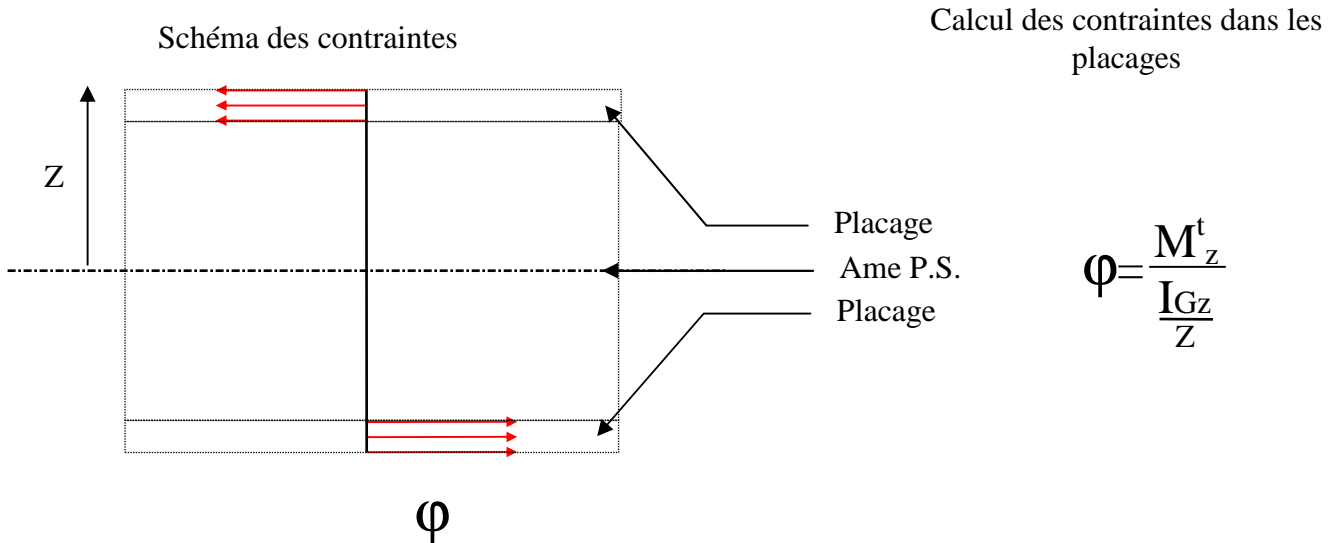 Schéma des contraintes
Calcul des contraintes dans les
placages
Z
Placage
Ame P.S.
Placage
φ= M^t_z / (I_Gz / Z)
φ